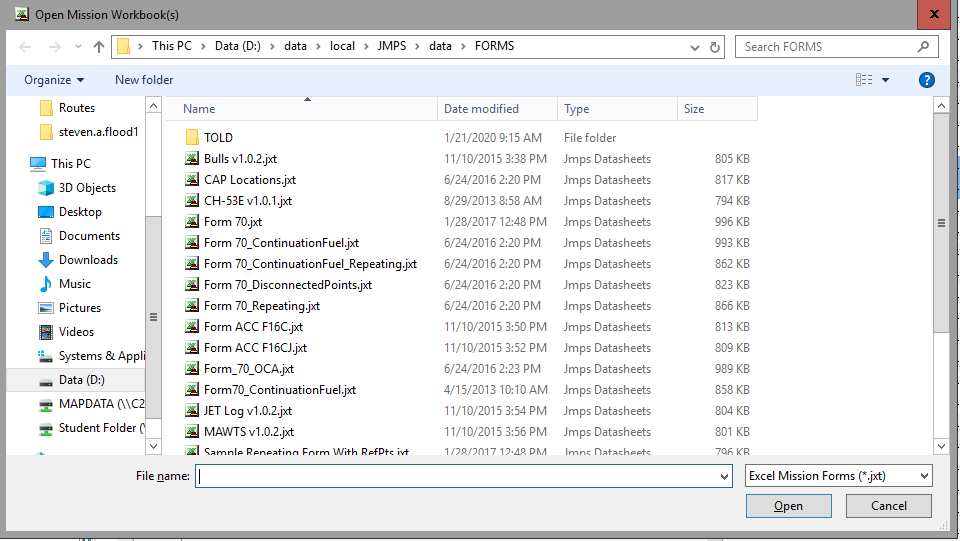 Open Mission Workbook(s)
This PC > Data (D:) > data > local > JMPS > data > FORMS
Search FORMS
Organize
New folder
Routes
steven.a.flood1
This PC
3D Objects
Desktop
Documents
Downloads
Music
Pictures
Videos
Systems & Appli
Data (D:)
MAPDATA (\\C2
Student Folder (\
Name Date modified Type Size
TOLD 1/21/2020 9:15 AM File folder
Bulls v1.0.2.jxt 11/10/2015 3:38 PM Jmps Datasheets 805 KB
CAP Locations.jxt 6/24/2016 2:20 PM Jmps Datasheets 817 KB
CH-53E v1.0.1.jxt 8/29/2013 8:58 AM Jmps Datasheets 794 KB
Form 70.jxt 1/28/2017 12:48 PM Jmps Datasheets 996 KB
Form 70_ContinuationFuel.jxt 6/24/2016 2:20 PM Jmps Datasheets 993 KB
Form 70_ContinuationFuel_Repeating.jxt 6/24/2016 2:20 PM Jmps Datasheets 862 KB
Form 70_DisconnectedPoints.jxt 6/24/2016 2:20 PM Jmps Datasheets 823 KB
Form 70_Repeating.jxt 6/24/2016 2:20 PM Jmps Datasheets 866 KB
Form ACC F16C.jxt 11/10/2015 3:50 PM Jmps Datasheets 813 KB
Form ACC F16CJ.jxt 11/10/2015 3:52 PM Jmps Datasheets 809 KB
Form_70_OCA.jxt 6/24/2016 2:23 PM Jmps Datasheets 989 KB
Form70_ContinuationFuel.jxt 4/15/2013 10:10 AM Jmps Datasheets 858 KB
JET Log v1.0.2.jxt 11/10/2015 3:54 PM Jmps Datasheets 804 KB
MAWTS v1.0.2.jxt 11/10/2015 3:56 PM Jmps Datasheets 801 KB
Sample Repeating Form With RefPts.jxt 1/28/2017 12:48 PM Jmps Datasheets 796 KB
File name:
Excel Mission Forms (*.jxt)
Open
Cancel